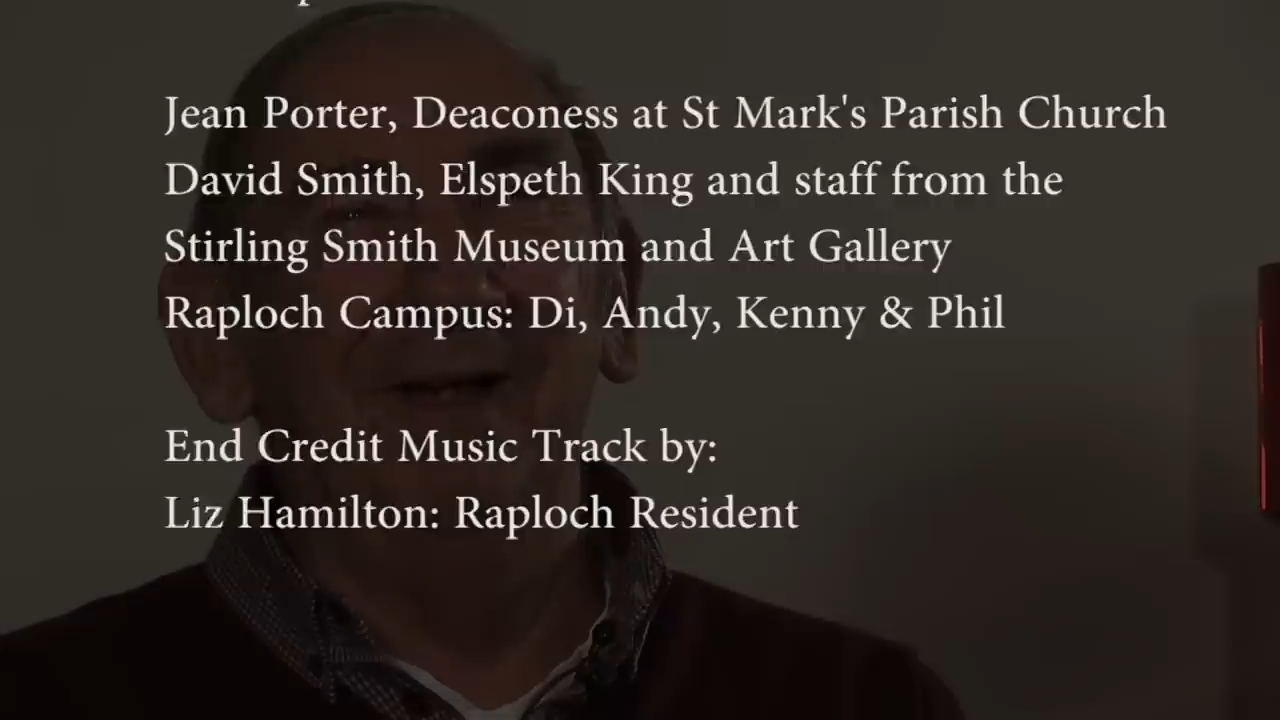 Jean Porter, Deaconess at St Mark's Parish Church
David Smith, Elspeth King and staff from the
Stirling Smith Museum and Art Gallery
Raploch Campus: Di, Andy, Kenny & Phil
End Credit Music Track by:
Liz Hamilton: Raploch Resident